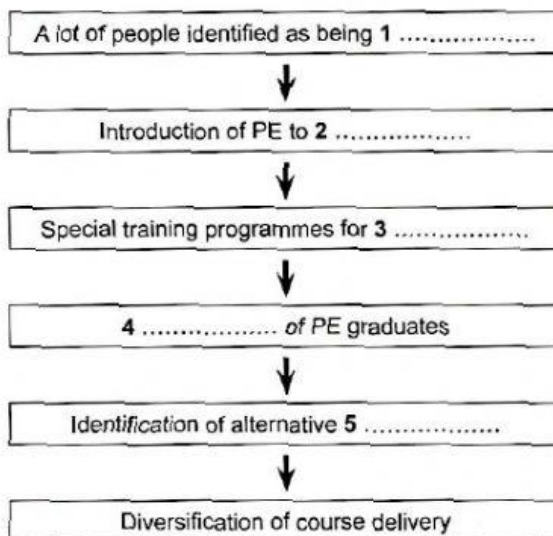 A lot of people identified as being 1 ..................
Introduction of PE to 2 ..................
Special training programmes for 3 ..................
4 .................. of PE graduates
Identification of alternative 5 ..................
Diversification of course delivery